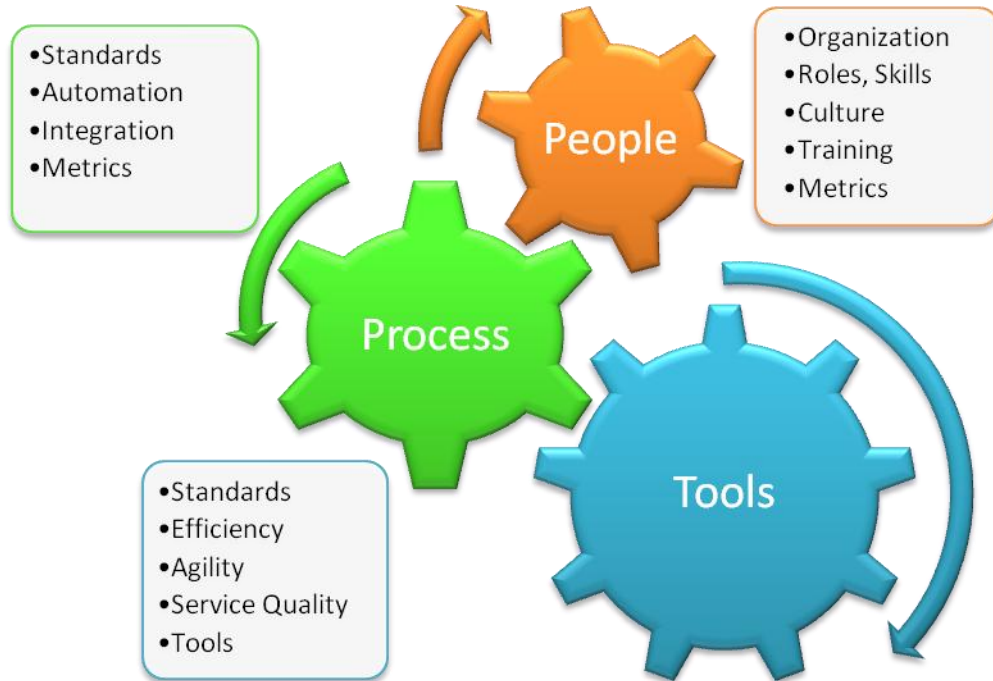 •Standards
•Automation
•Integration
•Metrics
People
•Organization
•Roles, Skills
•Culture
•Training
•Metrics
Process
Tools
•Standards
•Efficiency
•Agility
•Service Quality
•Tools